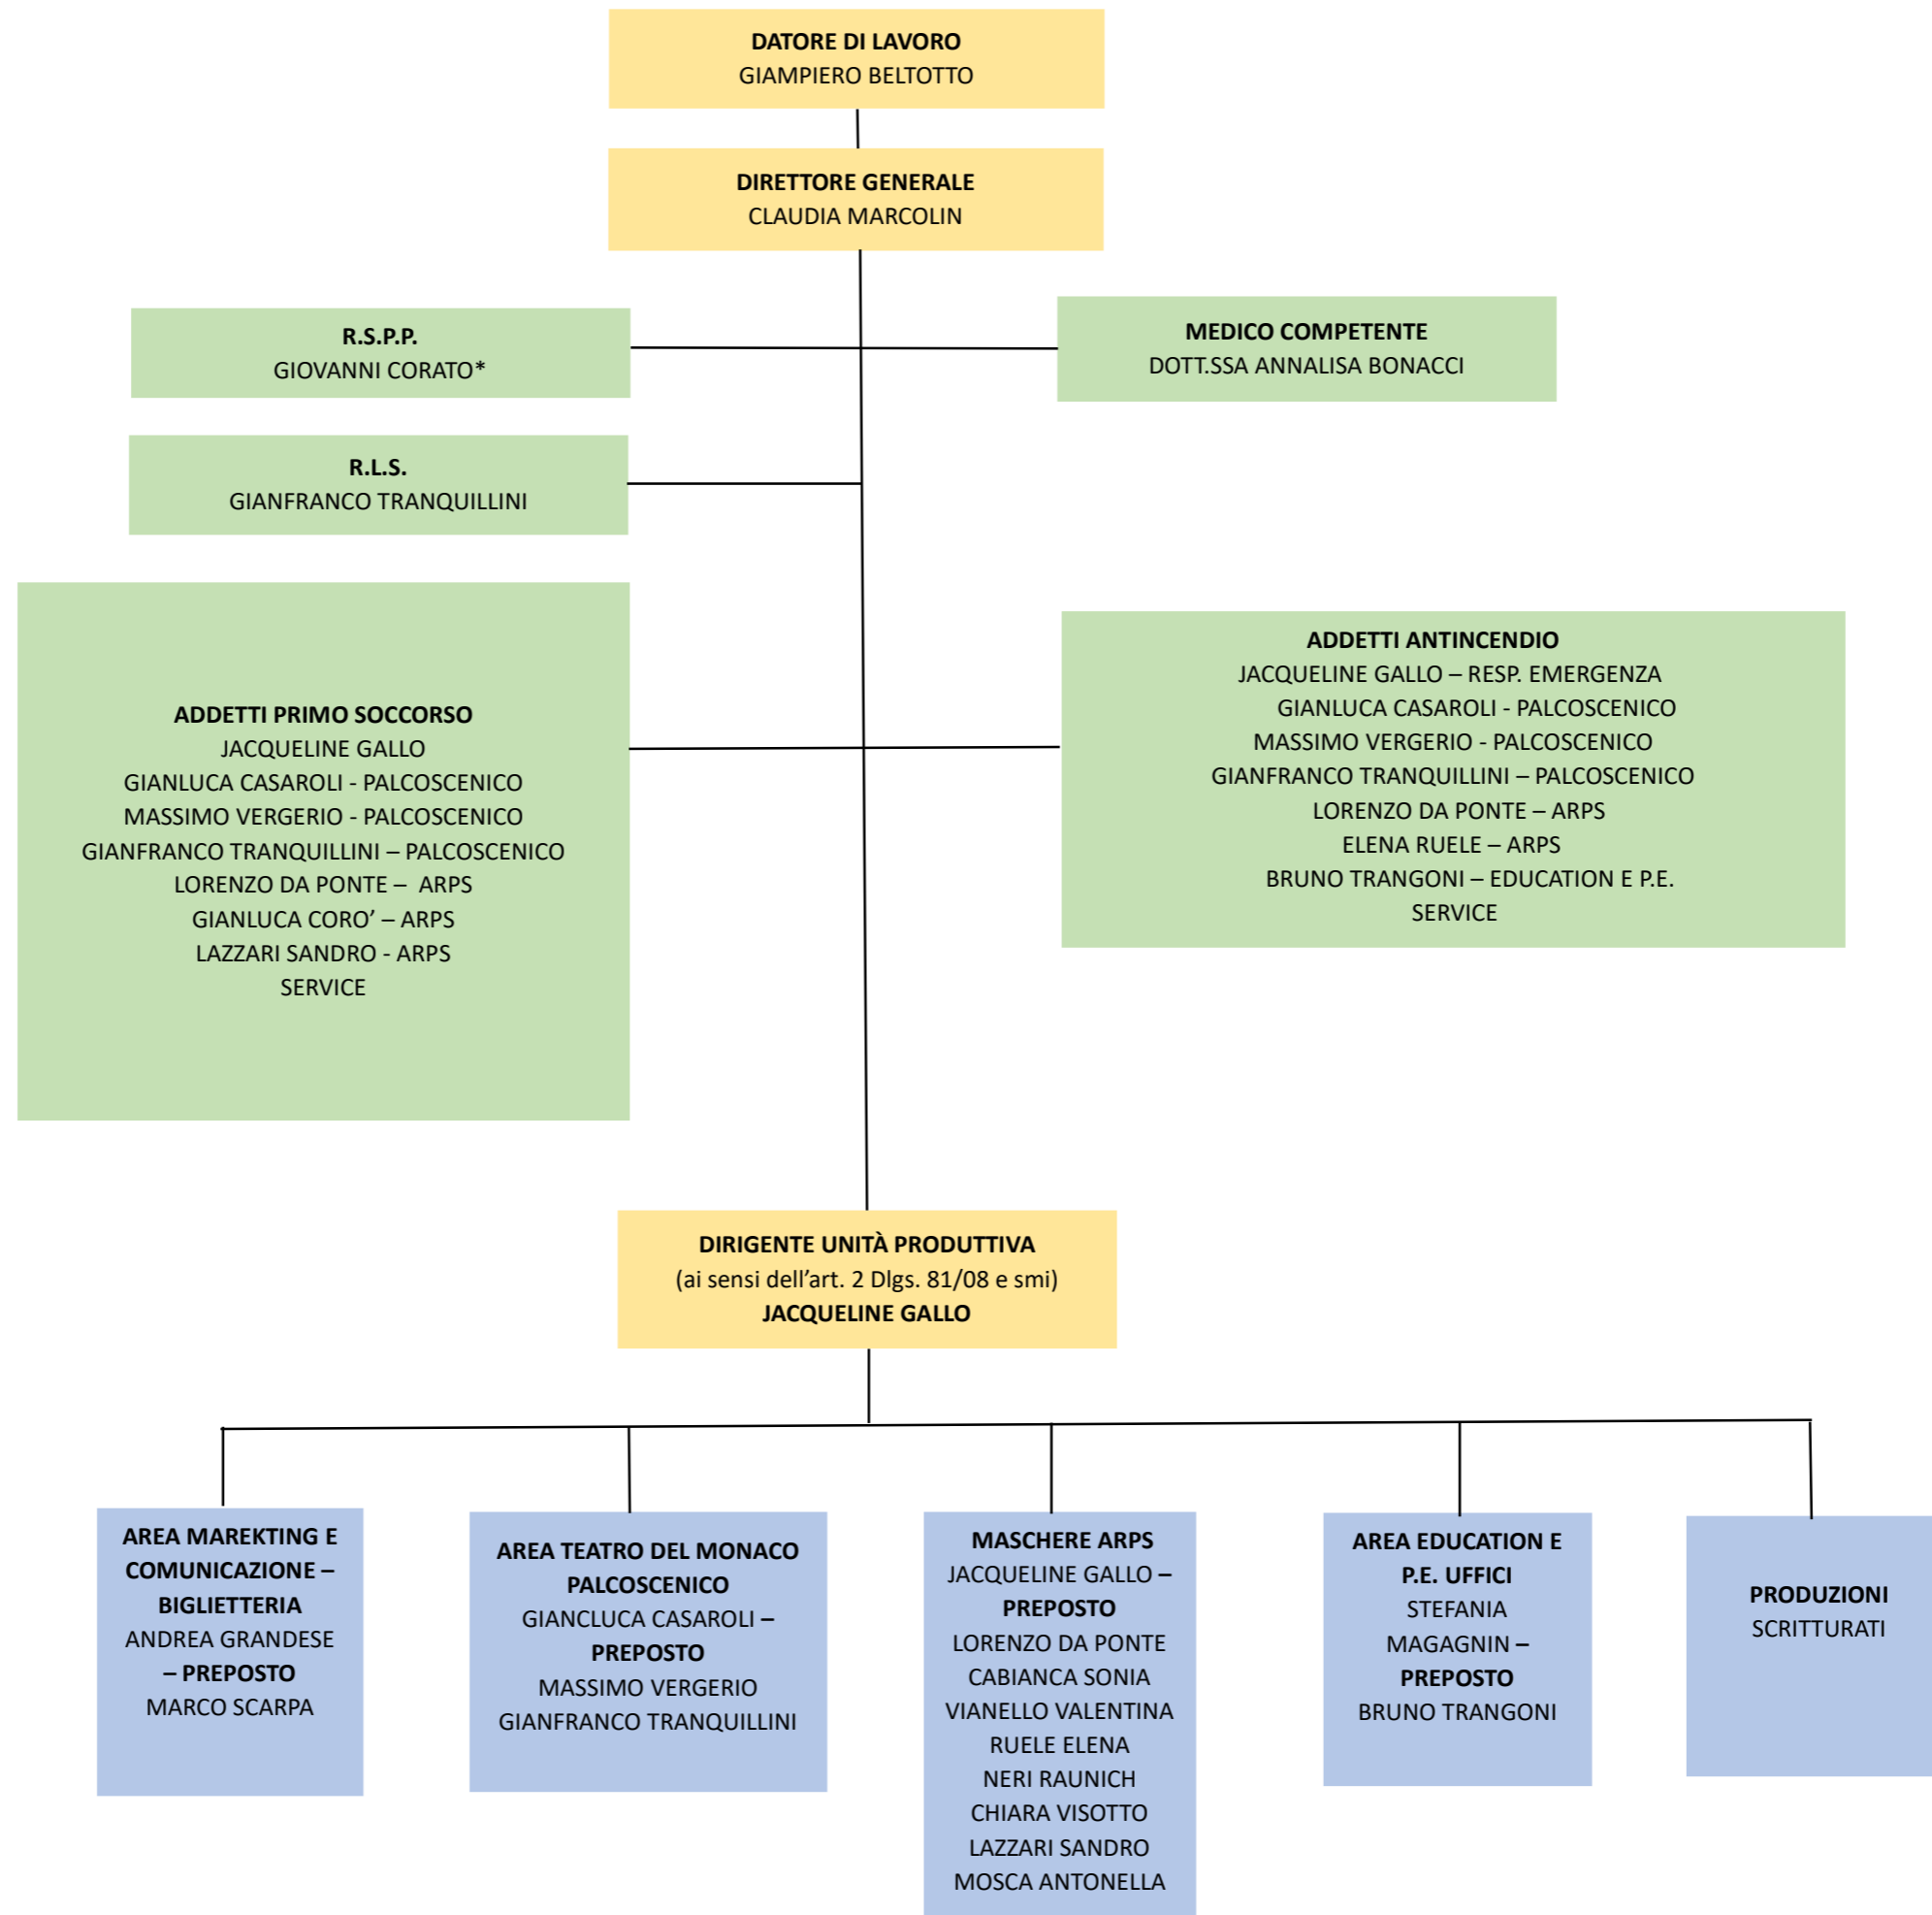 DATORE DI LAVORO
GIAMPIERO BELTOTTO
DIRETTORE GENERALE
CLAUDIA MARCOLIN
R.S.P.P.
GIOVANNI CORATO*
MEDICO COMPETENTE
DOTT.SSA ANNALISA BONACCI
R.L.S.
GIANFRANCO TRANQUILLINI
ADDETTI PRIMO SOCCORSO
JACQUELINE GALLO
GIANLUCA CASAROLI - PALCOSCENICO
MASSIMO VERGERIO - PALCOSCENICO
GIANFRANCO TRANQUILLINI – PALCOSCENICO
LORENZO DA PONTE – ARPS
GIANLUCA CORO’ – ARPS
LAZZARI SANDRO - ARPS
SERVICE
ADDETTI ANTINCENDIO
JACQUELINE GALLO – RESP. EMERGENZA
GIANLUCA CASAROLI - PALCOSCENICO
MASSIMO VERGERIO - PALCOSCENICO
GIANFRANCO TRANQUILLINI – PALCOSCENICO
LORENZO DA PONTE – ARPS
ELENA RUELE – ARPS
BRUNO TRANGONI – EDUCATION E P.E.
SERVICE
DIRIGENTE UNITÀ PRODUTTIVA
(ai sensi dell’art. 2 Dlgs. 81/08 e smi)
JACQUELINE GALLO
AREA MAREKTING E
COMUNICAZIONE –
BIGLIETTERIA
ANDREA GRANDESE
– PREPOSTO
MARCO SCARPA
AREA TEATRO DEL MONACO
PALCOSCENICO
GIANCLUCA CASAROLI –
PREPOSTO
MASSIMO VERGERIO
GIANFRANCO TRANQUILLINI
MASCHERE ARPS
JACQUELINE GALLO –
PREPOSTO
LORENZO DA PONTE
CABIANCA SONIA
VIANELLO VALENTINA
RUELE ELENA
NERI RAUNICH
CHIARA VISOTTO
LAZZARI SANDRO
MOSCA ANTONELLA
AREA EDUCATION E
P.E. UFFICI
STEFANIA
MAGAGNIN –
PREPOSTO
BRUNO TRANGONI
PRODUZIONI
SCRITTURATI